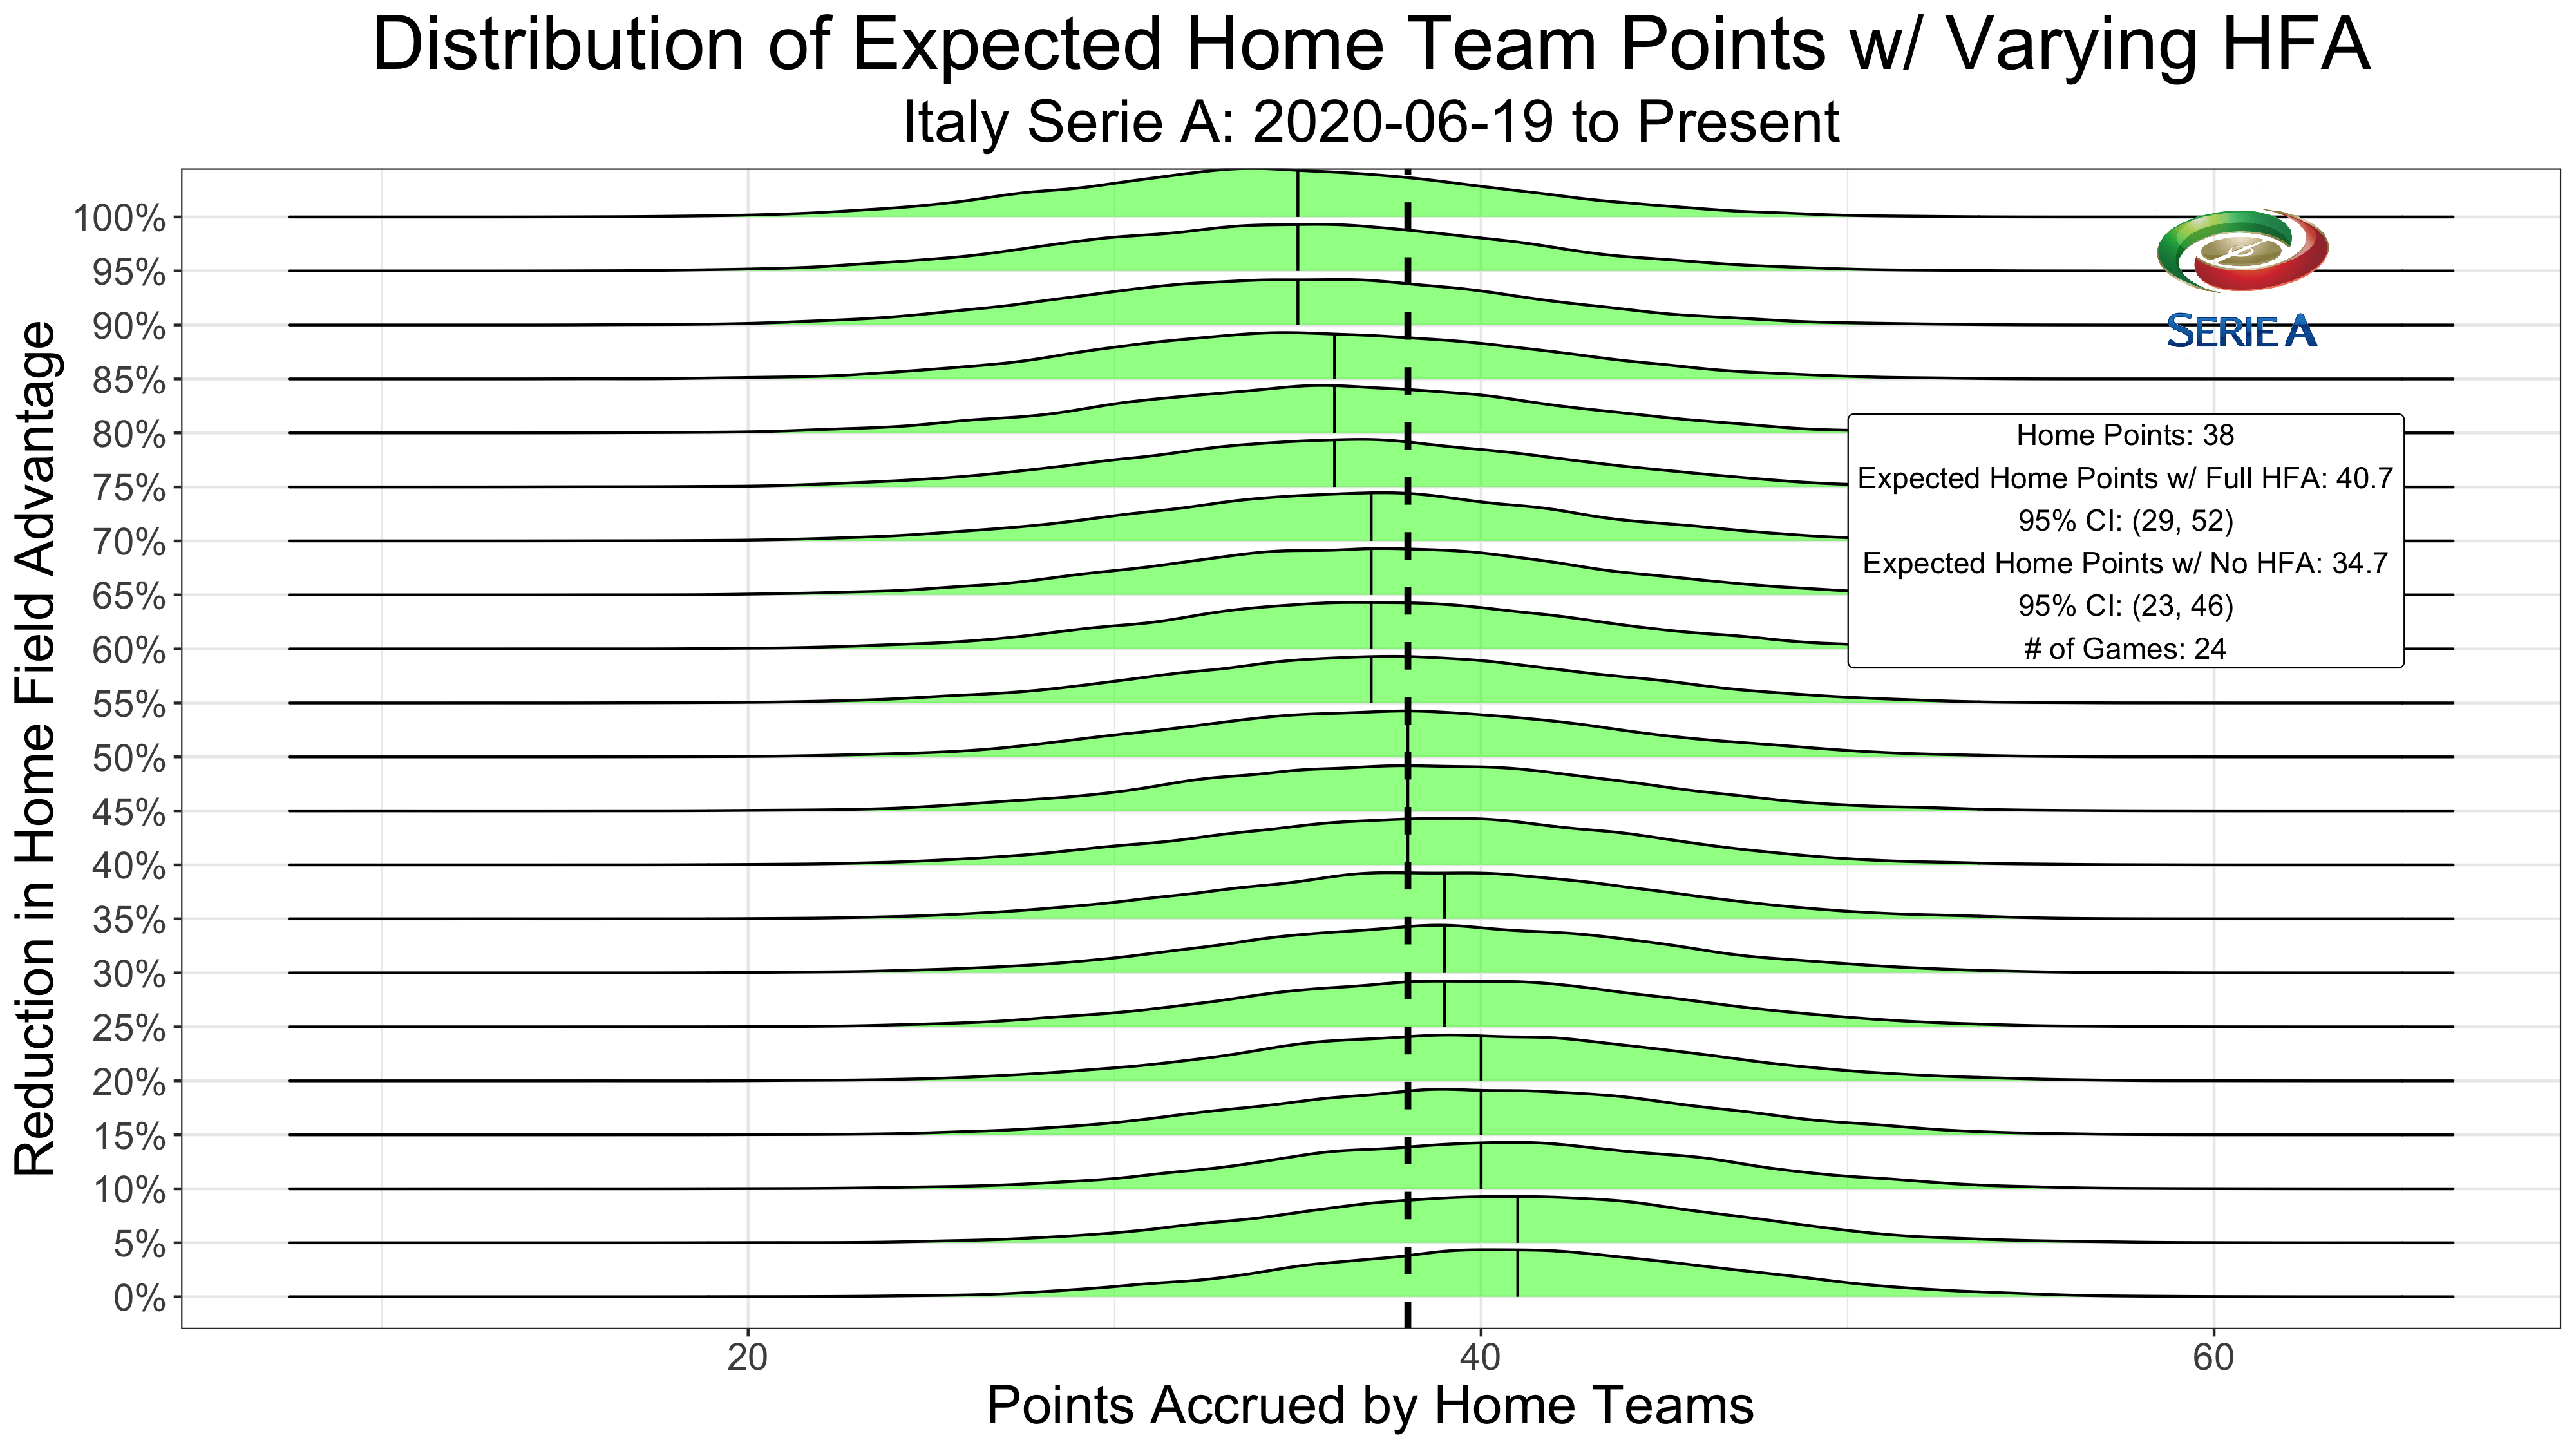 Distribution of Expected Home Team Points w/ Varying HFA
Italy Serie A: 2020-06-19 to Present
Reduction in Home Field Advantage
100%
95%
90%
85%
80%
75%
70%
65%
60%
55%
50%
45%
40%
35%
30%
25%
20%
15%
10%
5%
0%
SERIE A
Home Points: 38
Expected Home Points w/ Full HFA: 40.7
95% CI: (29, 52)
Expected Home Points w/ No HFA: 34.7
95% CI: (23, 46)
# of Games: 24
20
40
60
Points Accrued by Home Teams